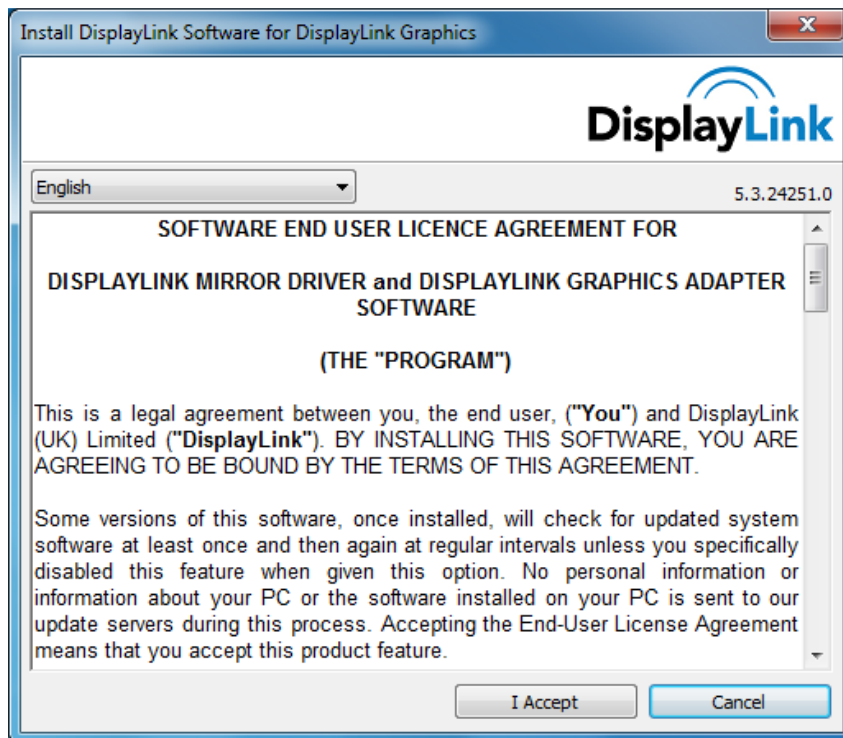 Install DisplayLink Software for DisplayLink Graphics
DisplayLink
English
5.3.24251.0
SOFTWARE END USER LICENCE AGREEMENT FOR
DISPLAYLINK MIRROR DRIVER and DISPLAYLINK GRAPHICS ADAPTER
SOFTWARE
(THE "PROGRAM")
This is a legal agreement between you, the end user, ("You") and DisplayLink
(UK) Limited ("DisplayLink"). BY INSTALLING THIS SOFTWARE, YOU ARE
AGREEING TO BE BOUND BY THE TERMS OF THIS AGREEMENT.
Some versions of this software, once installed, will check for updated system
software at least once and then again at regular intervals unless you specifically
disabled this feature when given this option. No personal information or
information about your PC or the software installed on your PC is sent to our
update servers during this process. Accepting the End-User License Agreement
means that you accept this product feature.
I Accept
Cancel